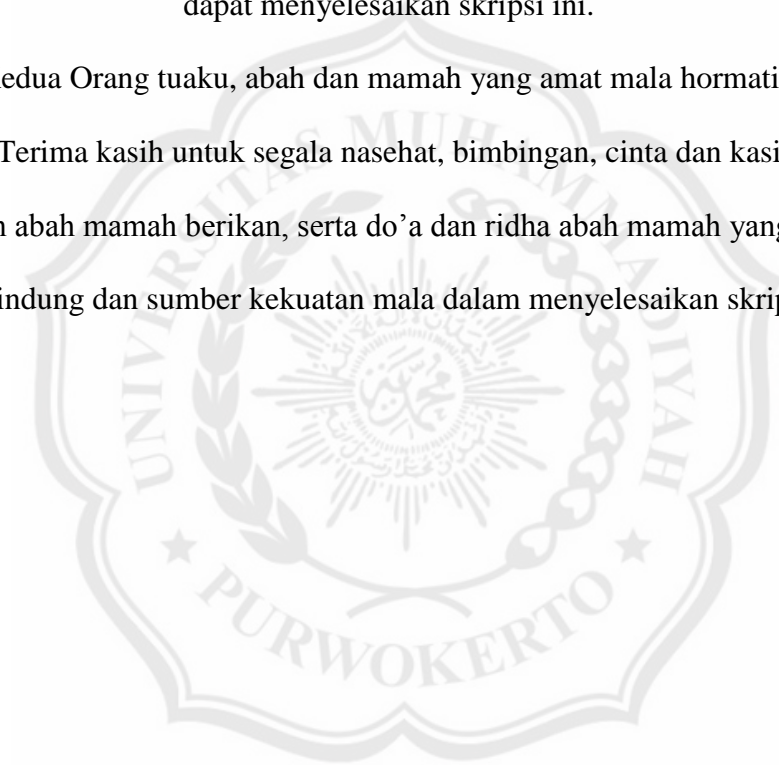 dapat menyelesaikan skripsi ini.
edua Orang tuaku, abah dan mamah yang amat mala hormati
Terima kasih untuk segala nasehat, bimbingan, cinta dan kasi
abah mamah berikan, serta do’a dan ridha abah mamah yang
indung dan sumber kekuatan mala dalam menyelesaikan skrip
UNIVERSITAS MUHAMMADIYAH
PURWOKERTO